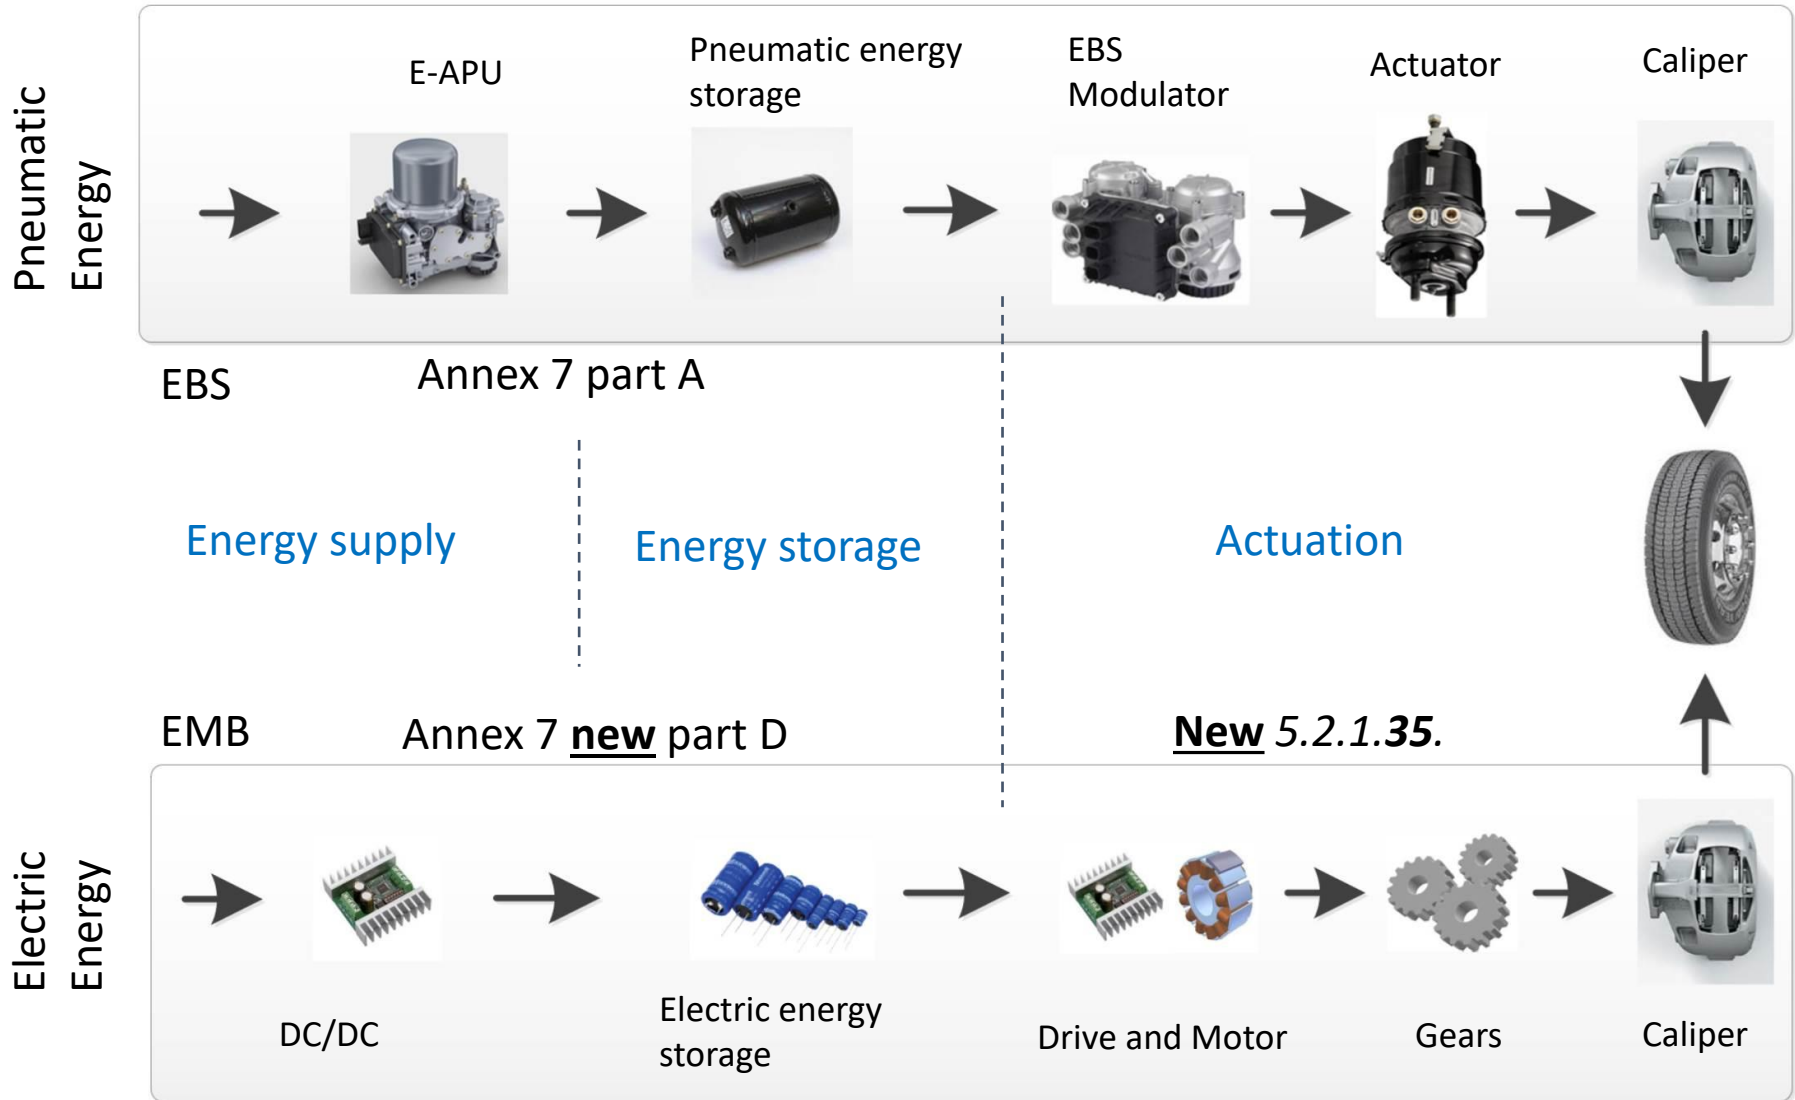 Pneumatic
Energy
E-APU
Pneumatic energy
storage
EBS
Modulator
Actuator
Caliper
EBS
Annex 7 part A
Energy supply
Energy storage
Actuation
EMB
Annex 7 new part D
New 5.2.1.35.
Electric
Energy
DC/DC
Electric energy
storage
Drive and Motor
Gears
Caliper